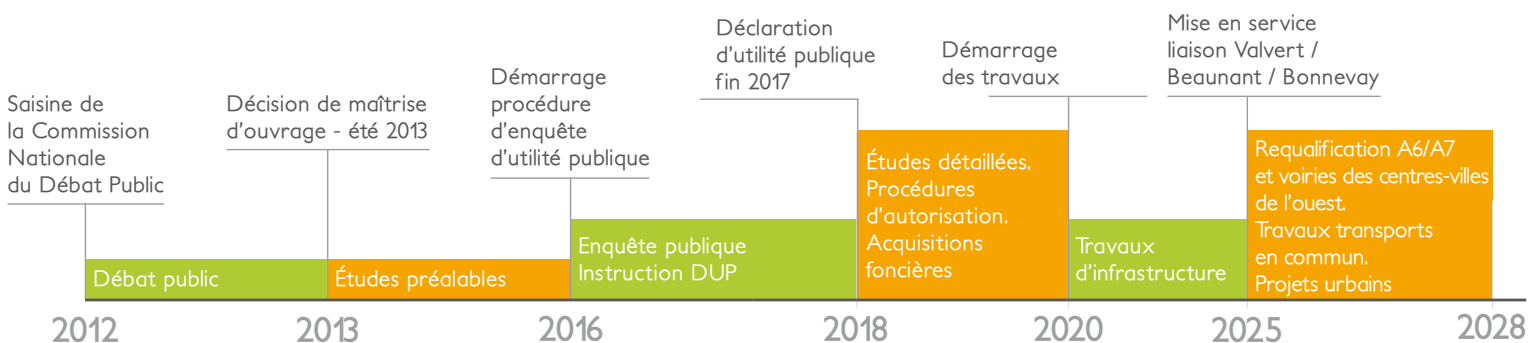 Saisine de
la Commission
Nationale
du Débat Public
Décision de maîtrise
d'ouvrage - été 2013
Démarrage
procédure
d'enquête
d'utilité publique
Déclaration
d'utilité publique
fin 2017
Démarrage
des travaux
Mise en service
liaison Valvert /
Beaunant / Bonnevay
Débat public
Études préalables
Enquête publique
Instruction DUP
Études détaillées.
Procédures
d'autorisation.
Acquisitions
foncières
Travaux
d'infrastructure
Requalification A6/A7
et voiries des centres-villes
de l'ouest.
Travaux transports
en commun.
Projets urbains
2012
2013
2016
2018
2020
2025
2028